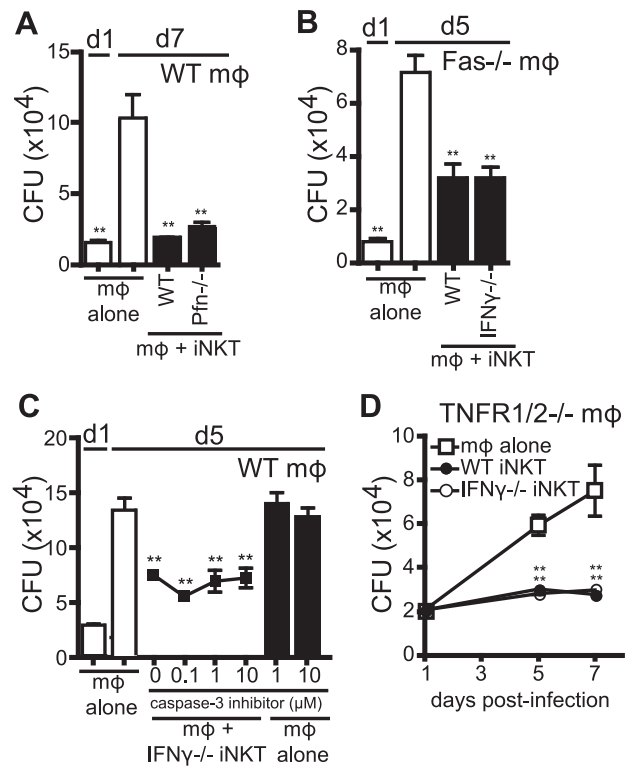 A
d1 d7
WT mϕ
CFU (x10⁴)
15
10
5
0
**
**
**
mϕ
alone
WT
Pfn-/-
mϕ + iNKT
B
d1 d5
Fas-/- mϕ
CFU (x10⁴)
8
6
4
2
0
**
**
**
mϕ
alone
WT
IFNγ-/-
mϕ + iNKT
C
d1 d5
WT mϕ
CFU (x10⁴)
20
15
10
5
0
**
**
**
**
mϕ
alone
0 0.1 1 10 1 10
caspase-3 inhibitor (μM)
mϕ +
IFNγ-/- iNKT
mϕ
alone
D
TNFR1/2-/- mϕ
mϕ alone
WT iNKT
IFNγ-/- iNKT
CFU (x10⁴)
10
8
6
4
2
0
**
**
**
**
1 3 5 7
days post-infection